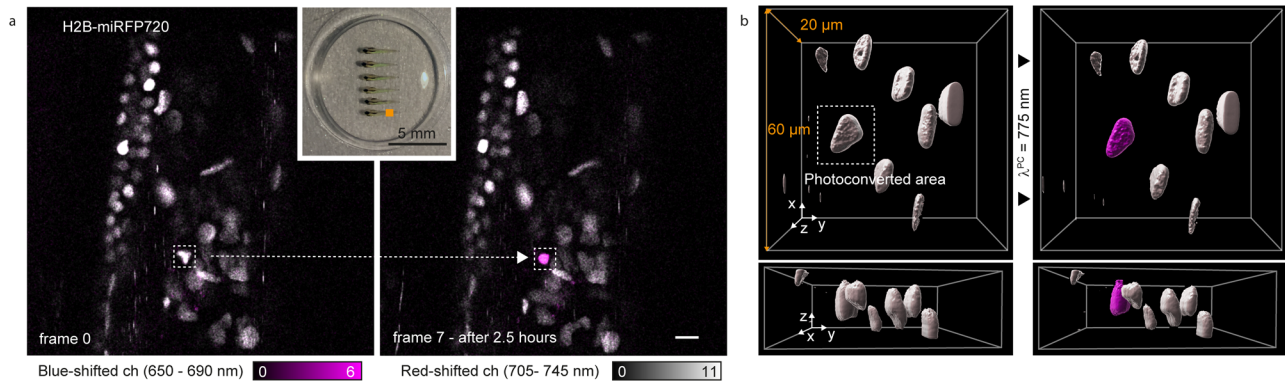 a
H2B-miRFP720
5 mm
frame 0
frame 7 - after 2.5 hours
Blue-shifted ch (650 - 690 nm)
0
6
Red-shifted ch (705- 745 nm)
0
11
b
20 µm
60 µm
Photoconverted area
x
z
y
λPC = 775 nm
z
x
y